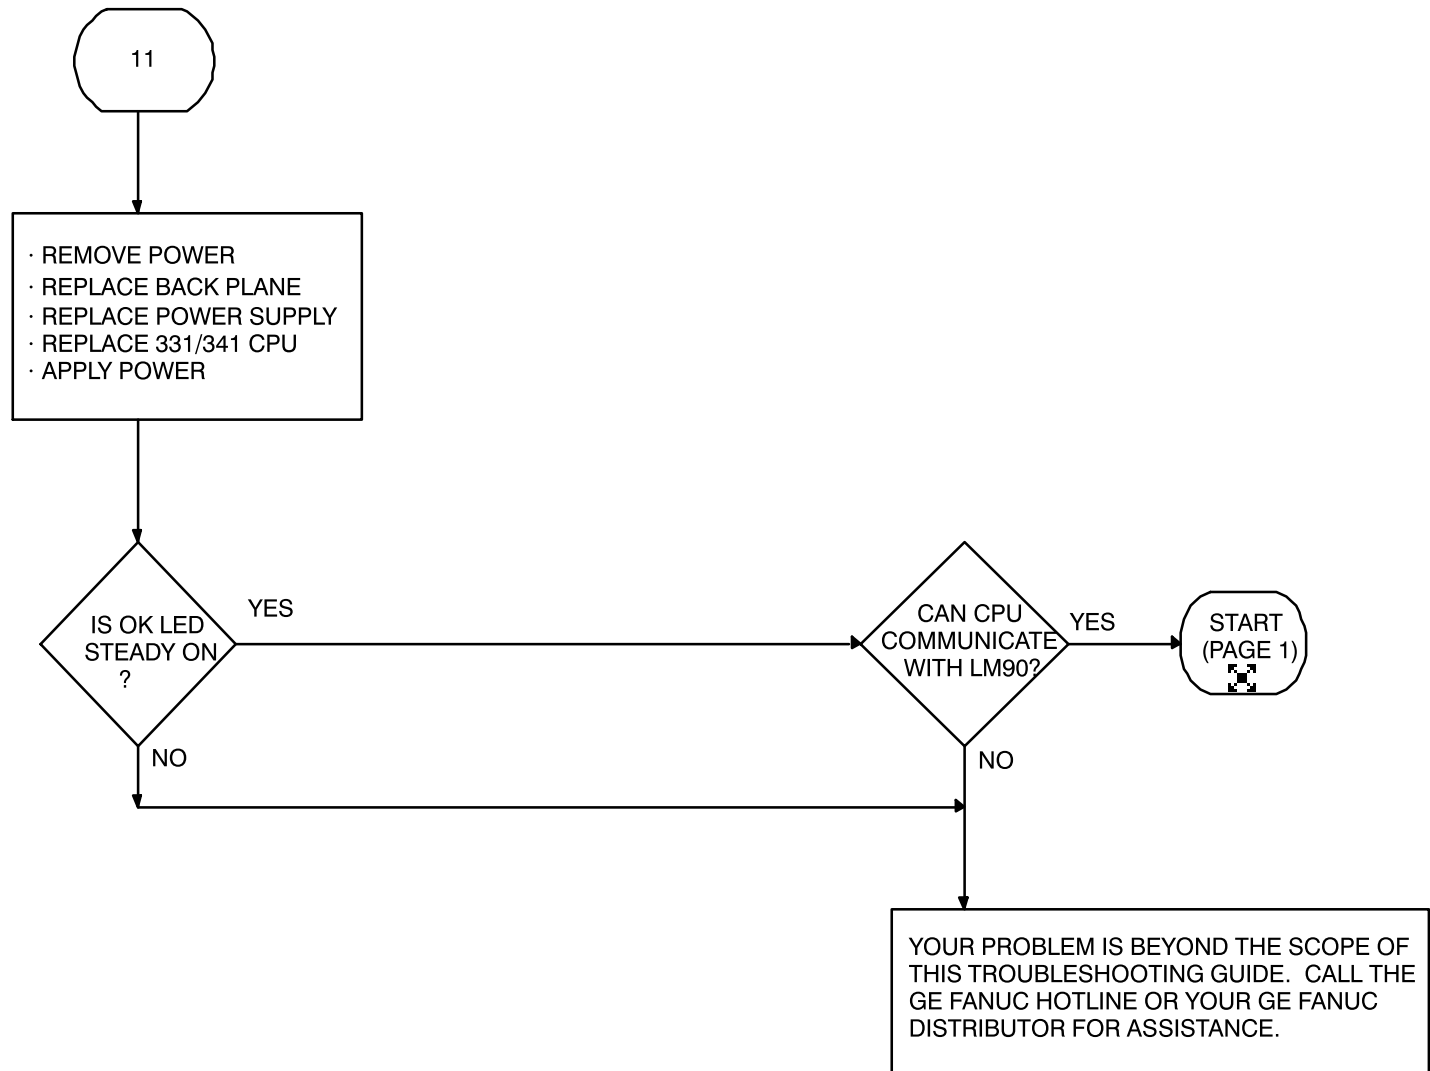 11
· REMOVE POWER
· REPLACE BACK PLANE
· REPLACE POWER SUPPLY
· REPLACE 331/341 CPU
· APPLY POWER
IS OK LED
STEADY ON
?
YES
NO
CAN CPU
COMMUNICATE
WITH LM90?
YES
NO
START
(PAGE 1)
YOUR PROBLEM IS BEYOND THE SCOPE OF
THIS TROUBLESHOOTING GUIDE. CALL THE
GE FANUC HOTLINE OR YOUR GE FANUC
DISTRIBUTOR FOR ASSISTANCE.